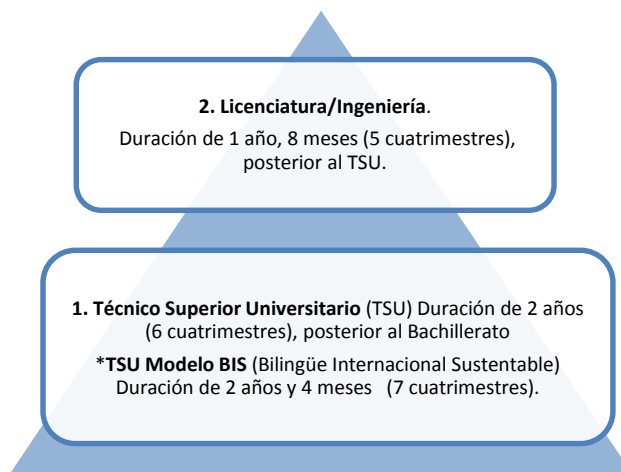 2. Licenciatura/Ingeniería.
Duración de 1 año, 8 meses (5 cuatrimestres),
posterior al TSU.
1. Técnico Superior Universitario (TSU) Duración de 2 años
(6 cuatrimestres), posterior al Bachillerato
*TSU Modelo BIS (Bilingüe Internacional Sustentable)
Duración de 2 años y 4 meses (7 cuatrimestres).